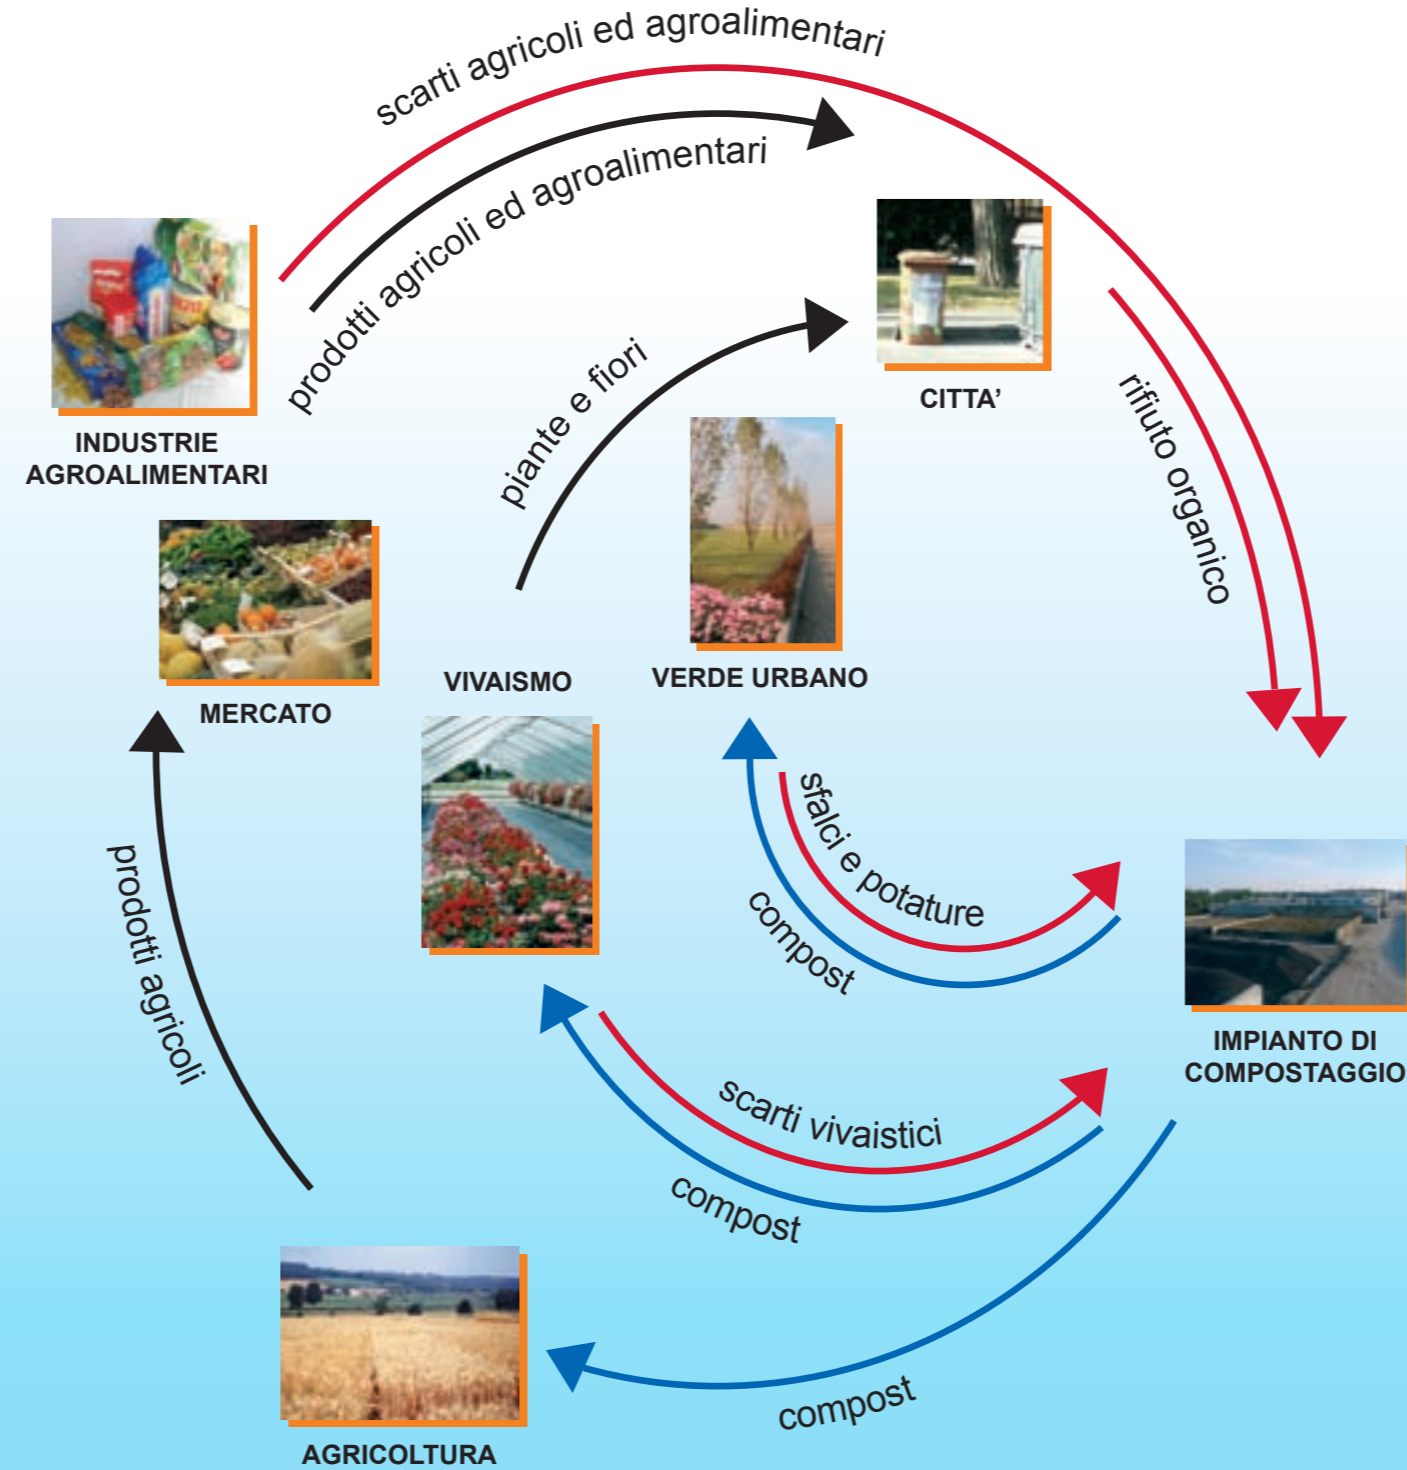 scarti agricoli ed agroalimentari
prodotti agricoli ed agroalimentari
INDUSTRIE
AGROALIMENTARI
piante e fiori
CITTA’
rifiuto organico
MERCATO
VIVAISMO
VERDE URBANO
prodotti agricoli
sfalci e potature
compost
IMPIANTO DI
COMPOSTAGGIO
scarti vivaistici
compost
compost
AGRICOLTURA